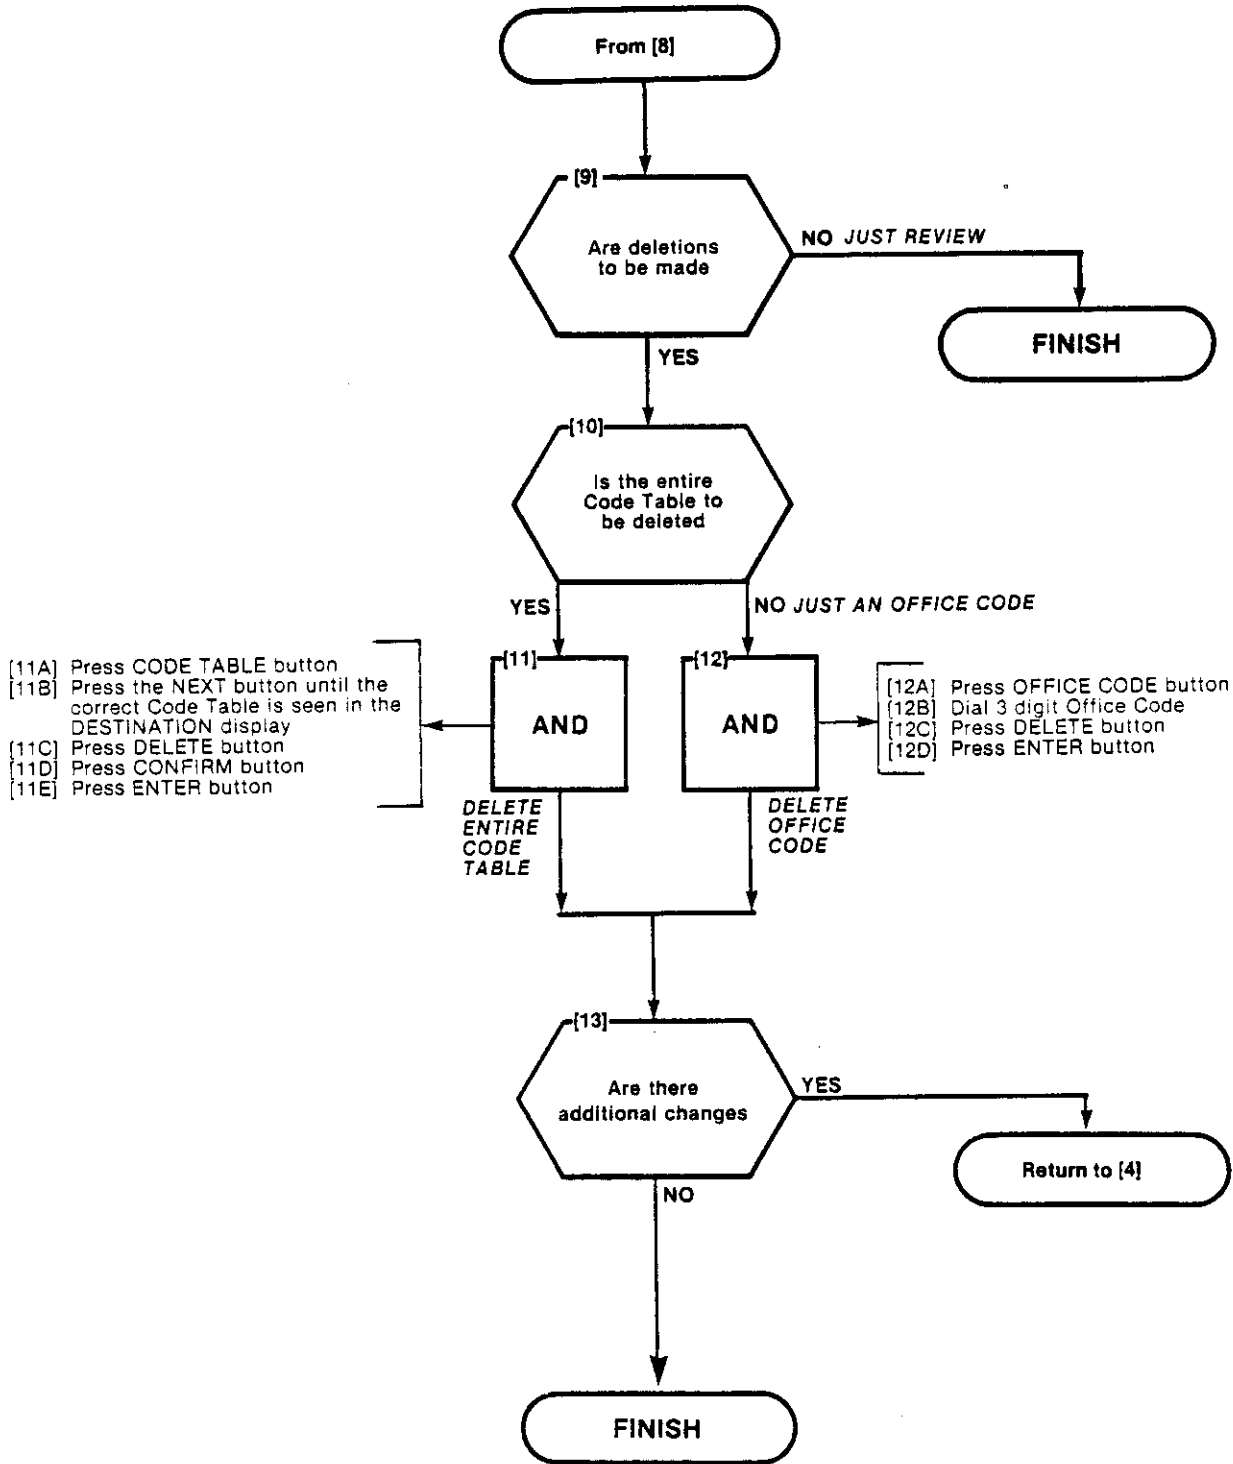 From [8]
[9]
Are deletions
to be made
NO JUST REVIEW
FINISH
YES
[10]
Is the entire
Code Table to
be deleted
YES
NO JUST AN OFFICE CODE
[11A] Press CODE TABLE button
[11B] Press the NEXT button until the
correct Code Table is seen in the
DESTINATION display
[11C] Press DELETE button
[11D] Press CONFIRM button
[11E] Press ENTER button
[11]
AND
[12]
AND
[12A] Press OFFICE CODE button
[12B] Dial 3 digit Office Code
[12C] Press DELETE button
[12D] Press ENTER button
DELETE
ENTIRE
CODE
TABLE
DELETE
OFFICE
CODE
[13]
Are there
additional changes
YES
Return to [4]
NO
FINISH